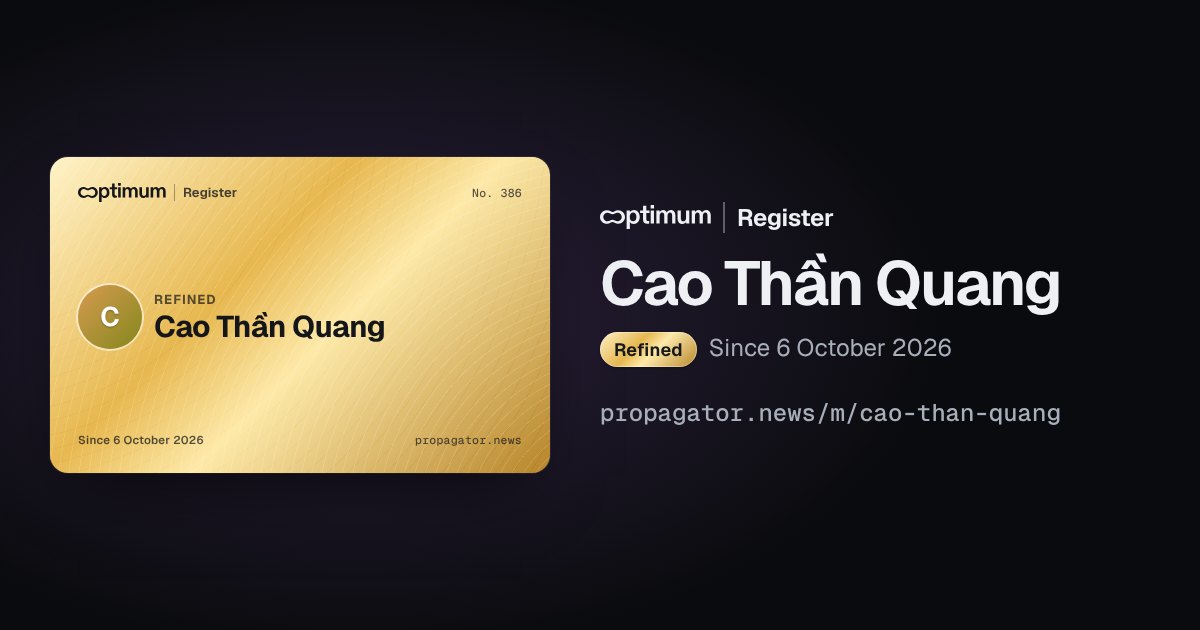 optimum | Register
No. 386
C
REFINED
Cao Thần Quang
Since 6 October 2026
propagator.news
optimum | Register
Cao Thần Quang
Refined Since 6 October 2026
propagator.news/m/cao-than-quang